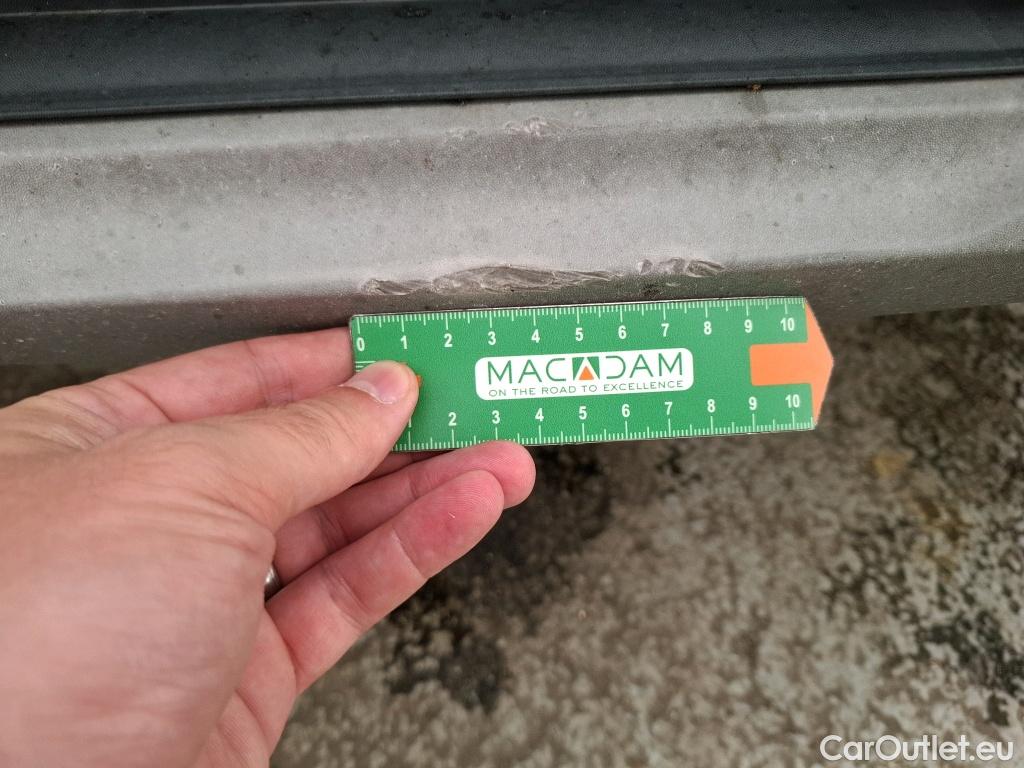 0 1 2 3 4 5 6 7 8 9 10
MACADAM
ON THE ROAD TO EXCELLENCE
2 3 4 5 6 7 8 9 10
CarOutlet.eu